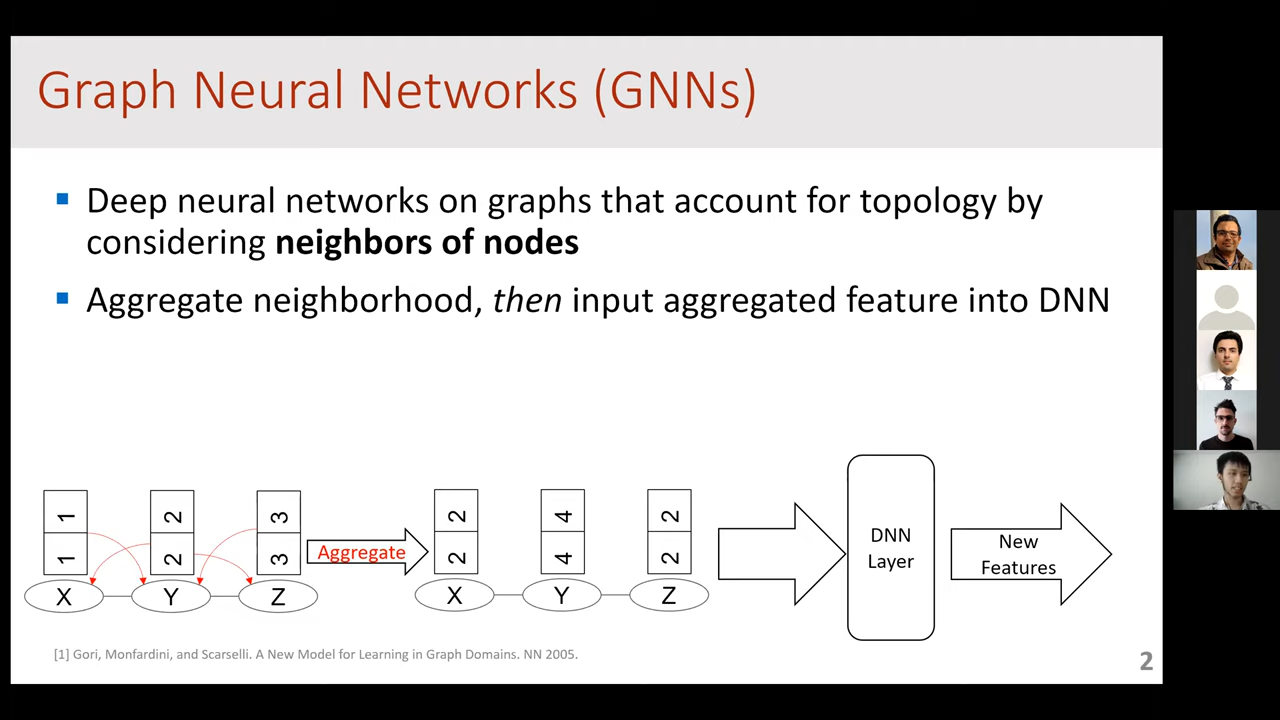 Graph Neural Networks (GNNs)
Deep neural networks on graphs that account for topology by
considering neighbors of nodes
Aggregate neighborhood, then input aggregated feature into DNN
1 2 3 2 4 2
1 2 3 2 4 2
Aggregate
X Y Z X Y Z
DNN
Layer
New
Features
[1] Gori, Monfardini, and Scarselli. A New Model for Learning in Graph Domains. NN 2005.
2